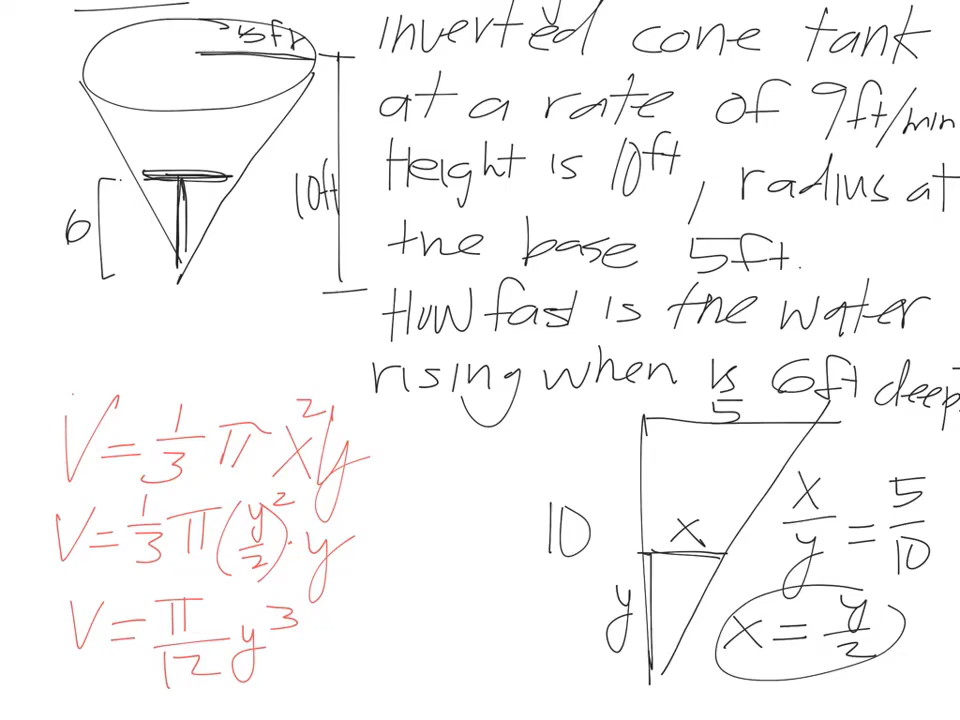 5ft
10ft
6
inverted cone tank
at a rate of 9ft/min
Height is 10ft, radius at
the base 5ft.
How fast is the water
rising when is 6ft deep
V = 1/3 π x²y
V = 1/3 π (y/2)² · y
V = π/12 y³
5
10
x
y
x/y = 5/10
x = y/2